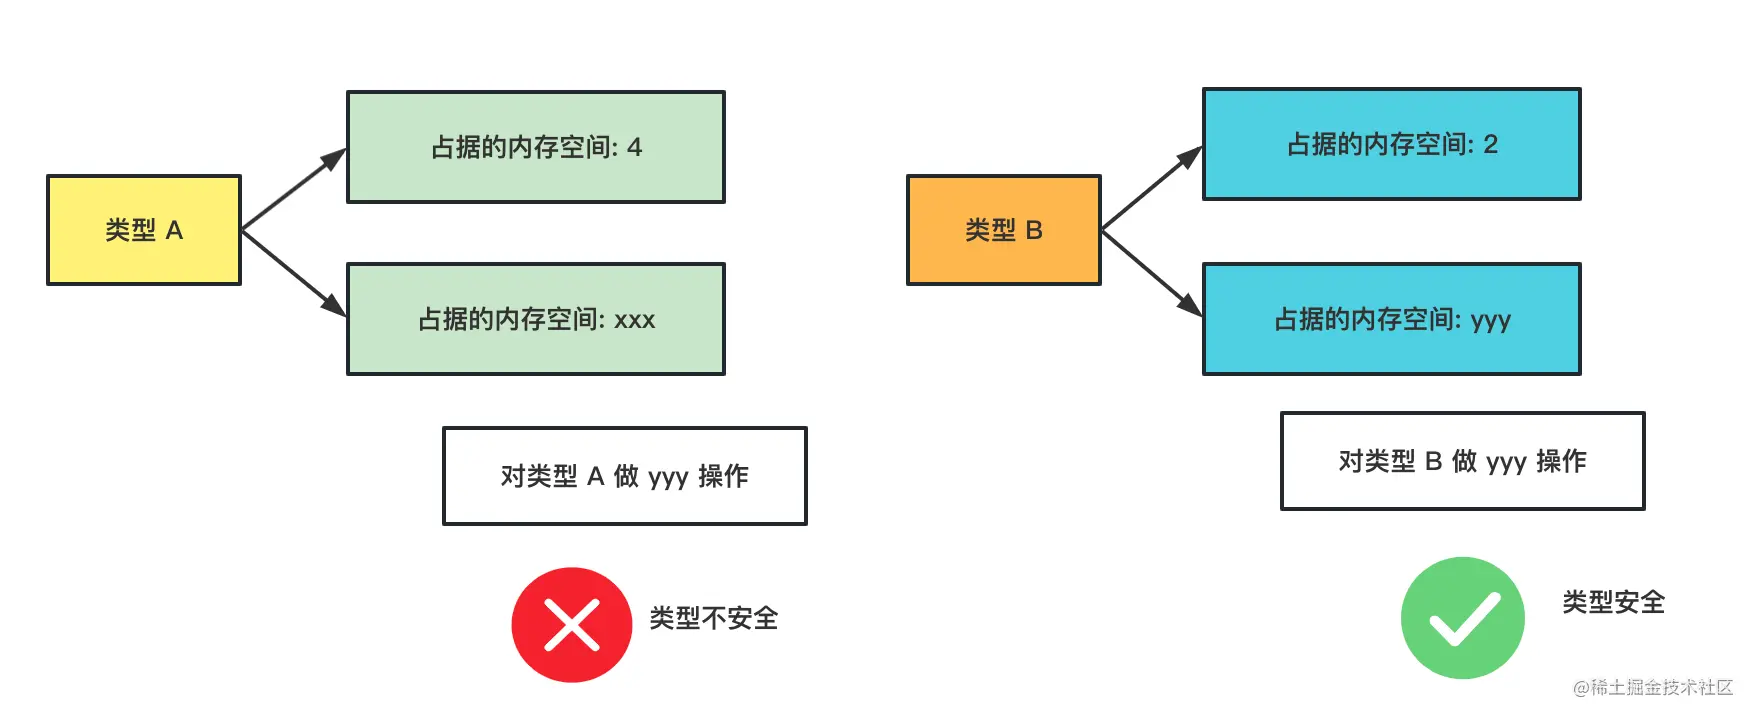 占据的内存空间: 4
类型 A
占据的内存空间: xxx
对类型 A 做 yyy 操作
类型不安全
占据的内存空间: 2
类型 B
占据的内存空间: yyy
对类型 B 做 yyy 操作
类型安全
@稀土掘金技术社区